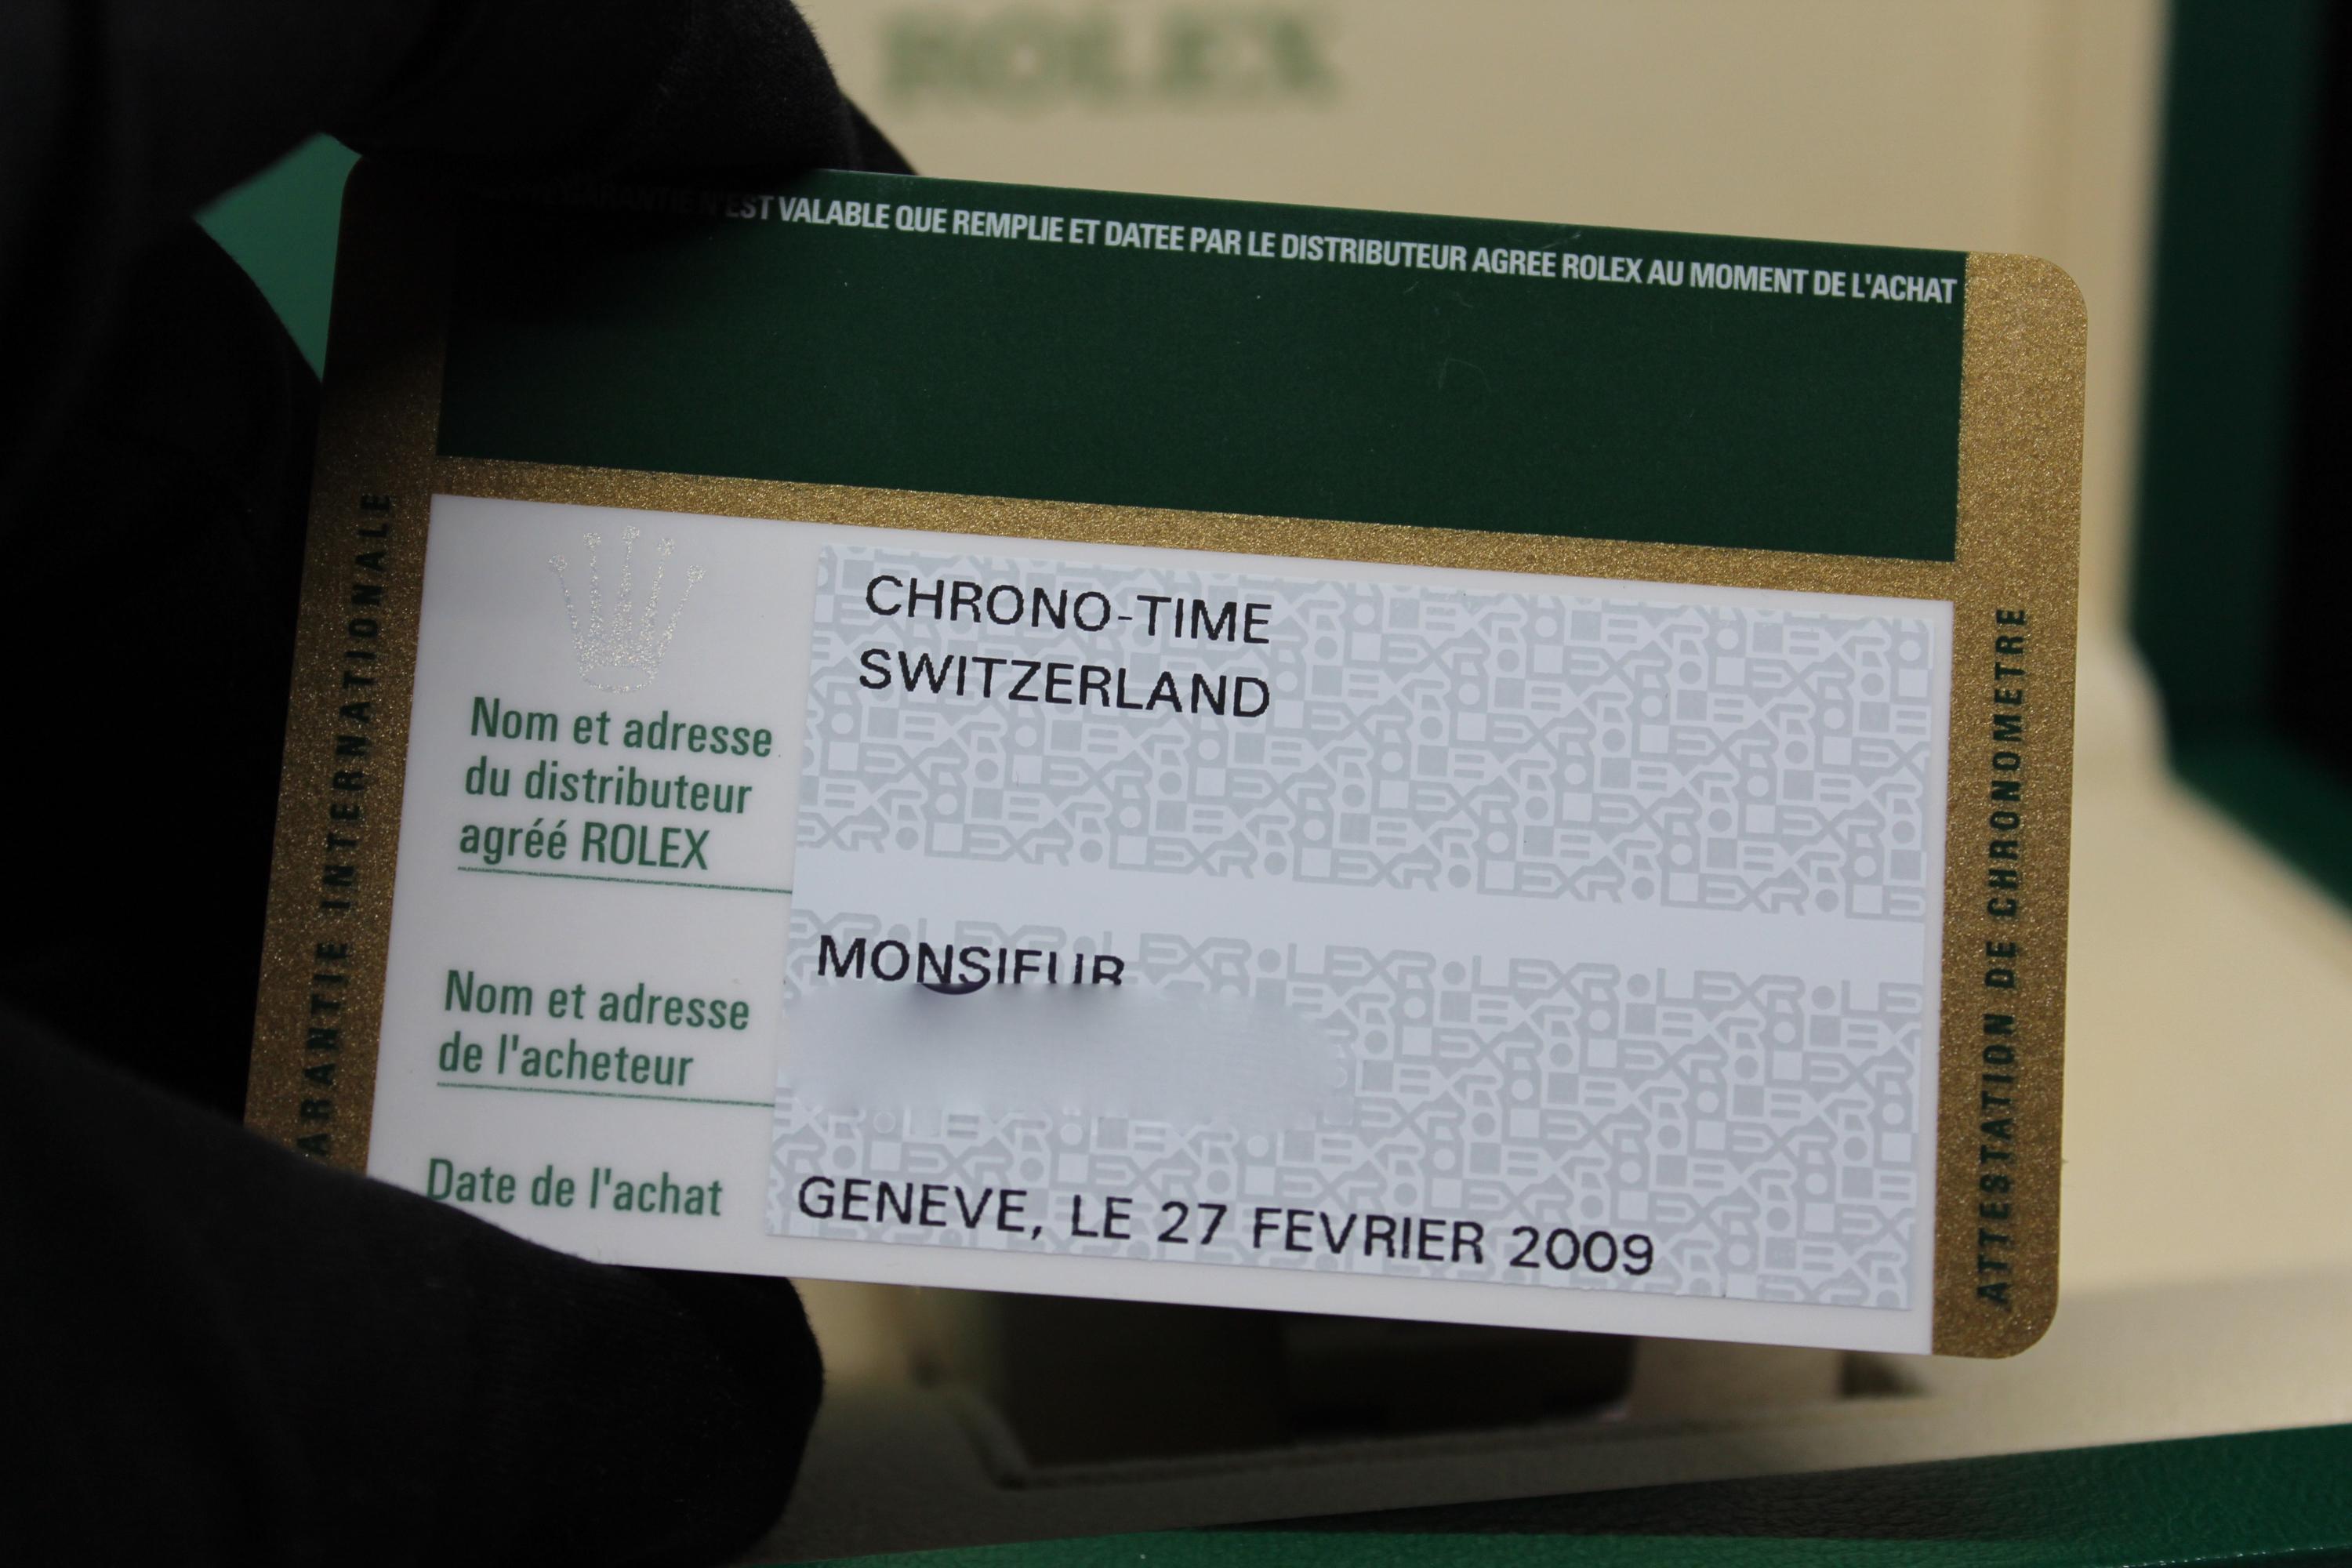 ROLEX
N'EST VALABLE QUE REMPLIE ET DATEE PAR LE DISTRIBUTEUR AGREE ROLEX AU MOMENT DE L'ACHAT
CHRONO-TIME
SWITZERLAND
Nom et adresse
du distributeur
agréé ROLEX
MONSIEUR
Nom et adresse
de l'acheteur
Date de l'achat
GENEVE, LE 27 FEVRIER 2009
ARANTIE INTERNATIONALE
ATTESTATION DE CHRONOMETRE